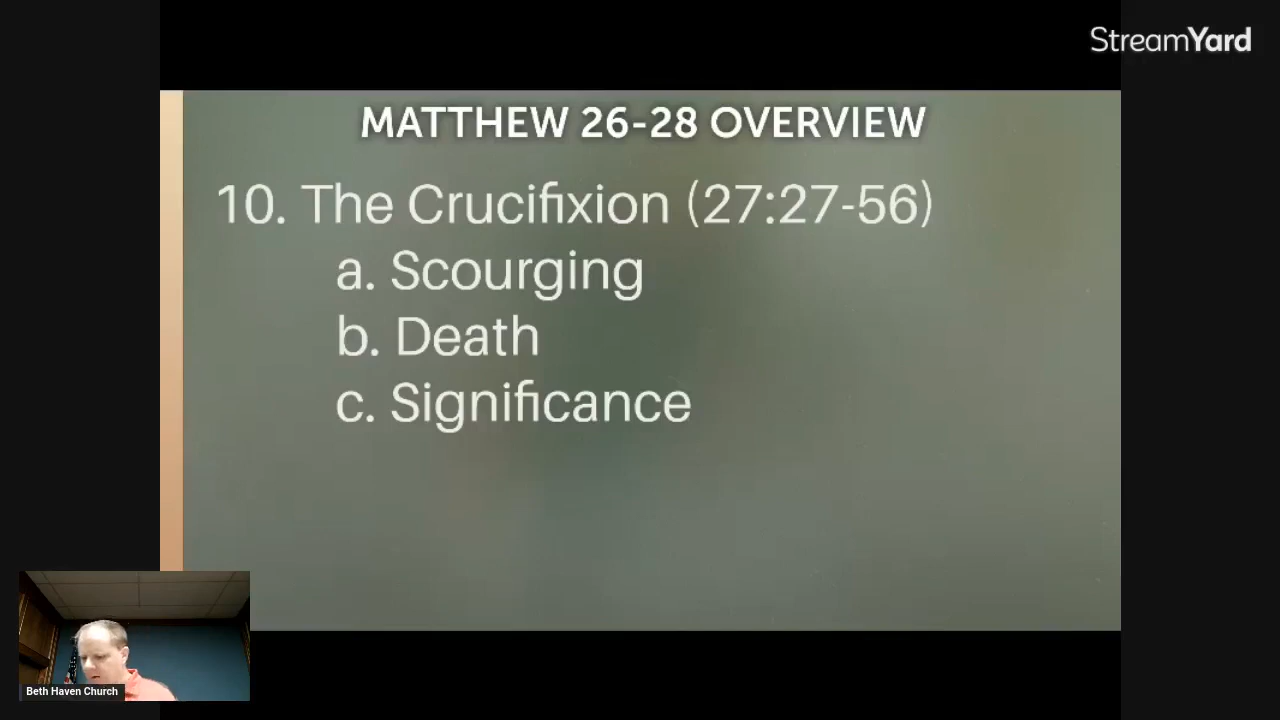 StreamYard
MATTHEW 26-28 OVERVIEW
10. The Crucifixion (27:27-56)
a. Scourging
b. Death
c. Significance
Beth Haven Church